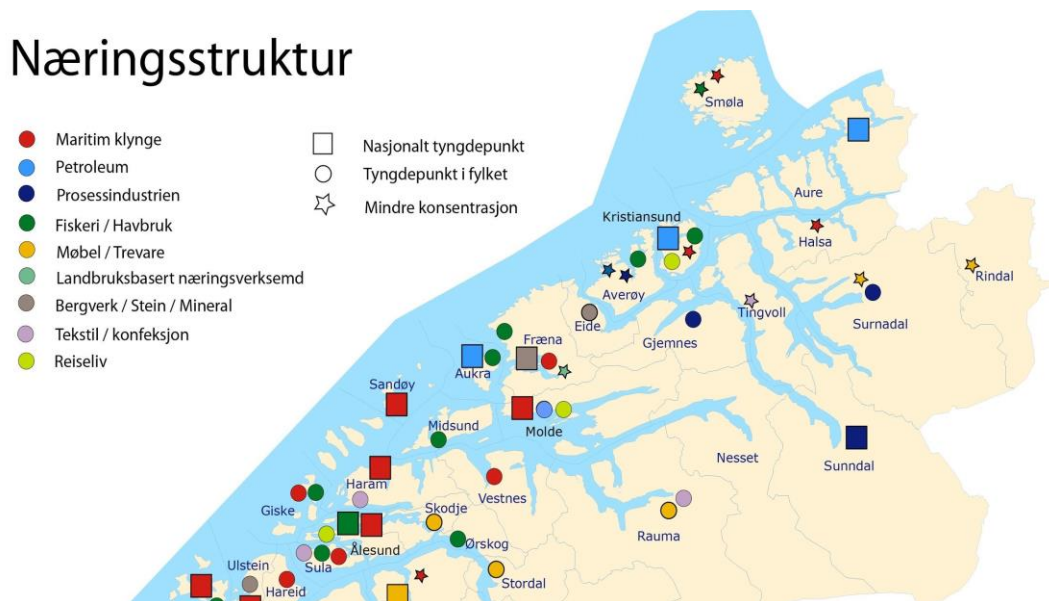 Næringsstruktur
Maritim klynge
Petroleum
Prosessindustrien
Fiskeri / Havbruk
Møbel / Trevare
Landbruksbasert næringsverksemd
Bergverk / Stein / Mineral
Tekstil / konfeksjon
Reiseliv
Nasjonalt tyngdepunkt
Tyngdepunkt i fylket
Mindre konsentrasjon
Smøla
Aure
Kristiansund
Halsa
Rindal
Averøy
Tingvoll
Surnadal
Eide
Gjemnes
Fræna
Aukra
Sandøy
Midsund
Molde
Nesset
Sunndal
Haram
Vestnes
Giske
Skodje
Rauma
Ålesund
Ørskog
Ulstein
Sula
Stordal
Hareid